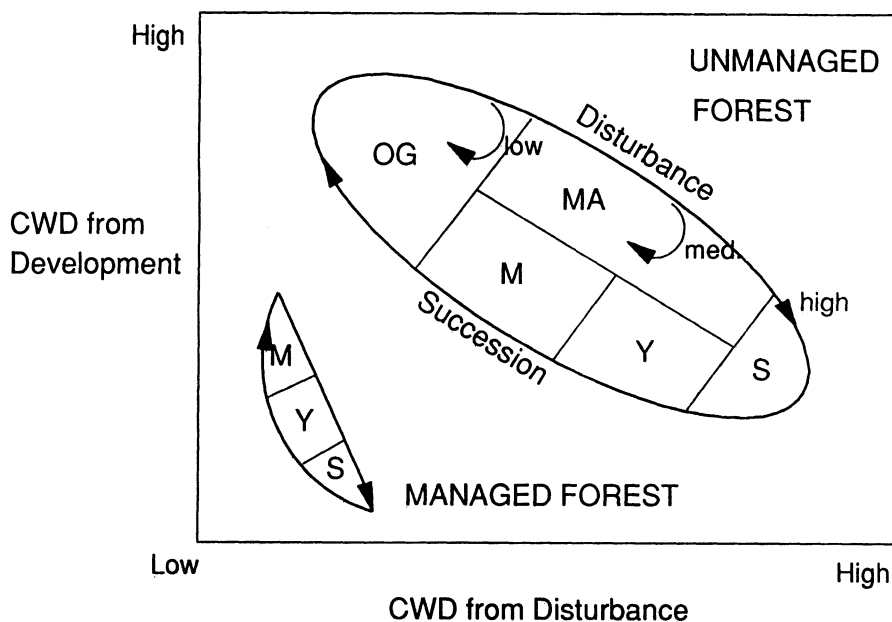 High
UNMANAGED
FOREST
Disturbance
OG
low
MA
CWD from
Development
med.
M
high
Succession
Y
S
M
Y
S
MANAGED FOREST
Low
High
CWD from Disturbance